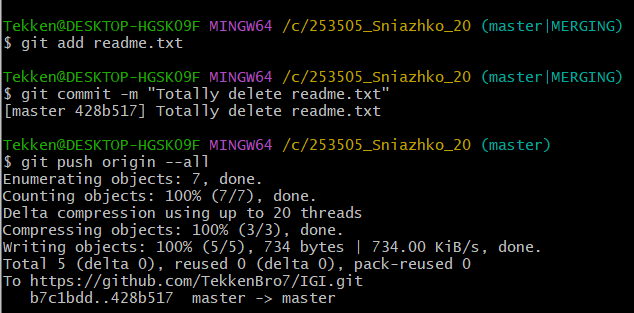 Tekken@DESKTOP-HGSK09F MINGW64 /c/253505_Sniazhko_20 (master|MERGING)
$ git add readme.txt
Tekken@DESKTOP-HGSK09F MINGW64 /c/253505_Sniazhko_20 (master|MERGING)
$ git commit -m "Totally delete readme.txt"
[master 428b517] Totally delete readme.txt
Tekken@DESKTOP-HGSK09F MINGW64 /c/253505_Sniazhko_20 (master)
$ git push origin --all
Enumerating objects: 7, done.
Counting objects: 100% (7/7), done.
Delta compression using up to 20 threads
Compressing objects: 100% (3/3), done.
Writing objects: 100% (5/5), 734 bytes | 734.00 KiB/s, done.
Total 5 (delta 0), reused 0 (delta 0), pack-reused 0
To https://github.com/TekkenBro7/IGI.git
   b7c1bdd..428b517  master -> master